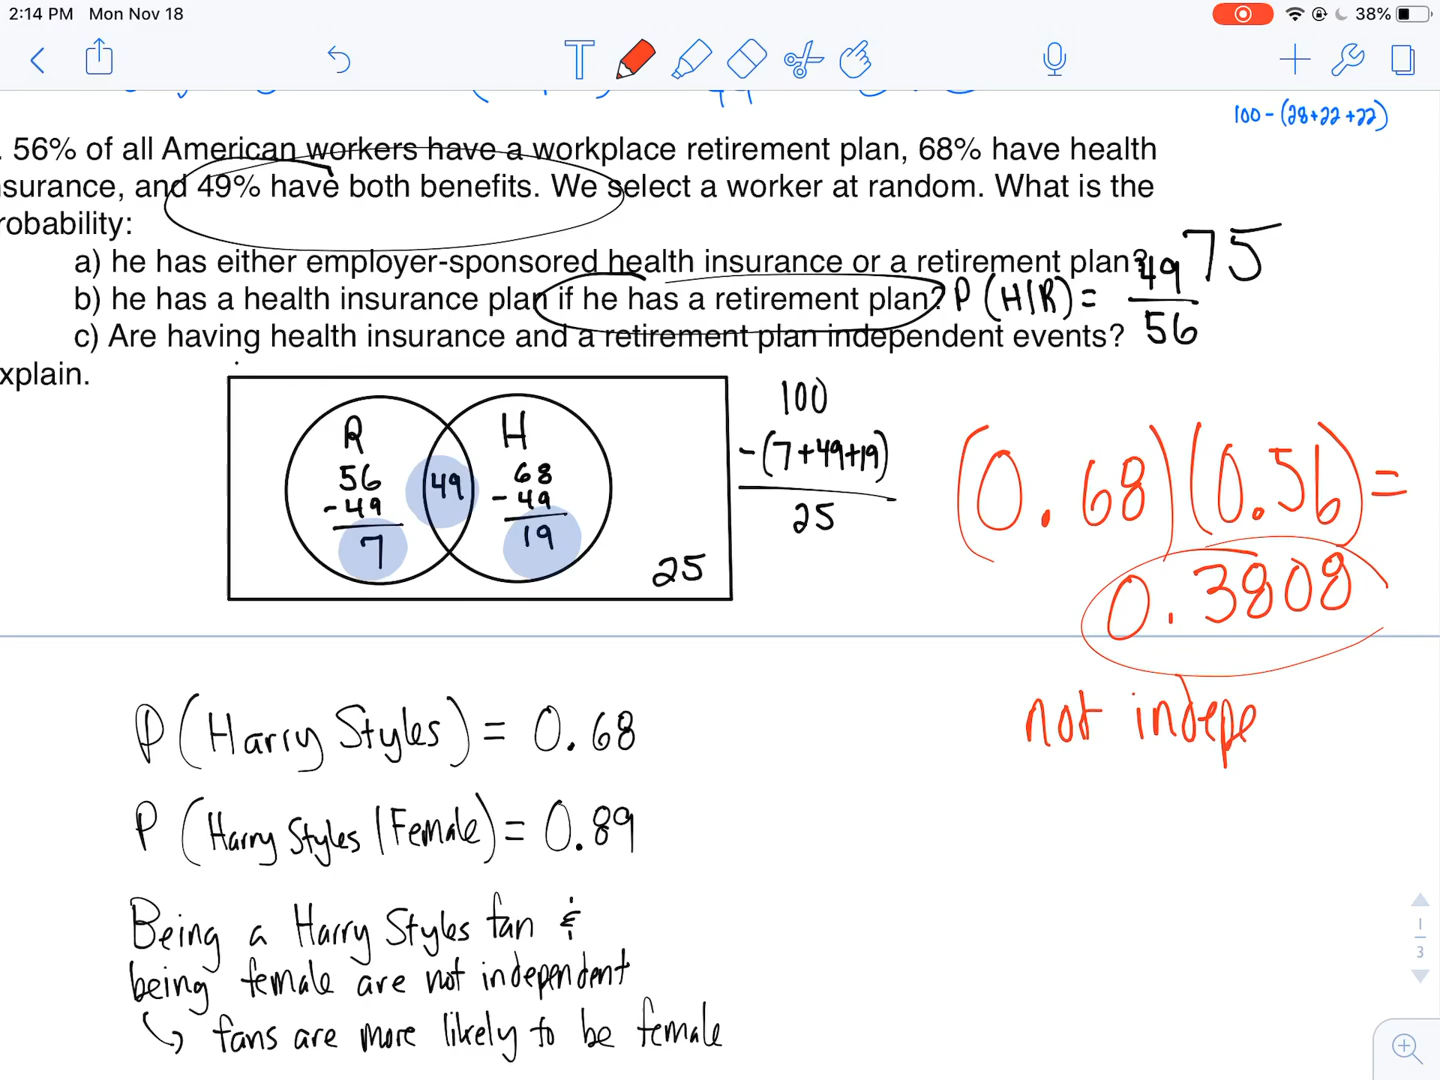 2:14 PM Mon Nov 18
38%
T
100-(28+22+22)
. 56% of all American workers have a workplace retirement plan, 68% have health
nsurance, and 49% have both benefits. We select a worker at random. What is the
robability:
a) he has either employer-sponsored health insurance or a retirement plan? 75
b) he has a health insurance plan if he has a retirement plan? P(H|R) = 49/56
c) Are having health insurance and a retirement plan independent events?
xplain.
R
56
-49
7
49
H
68
-49
19
25
100
-(7+49+19)
25
(0.68)(0.56)=
0.3808
not indepe
P(Harry Styles) = 0.68
P(Harry Styles|Female) = 0.89
Being a Harry Styles fan &
being female are not independent
↳ fans are more likely to be female
1
3